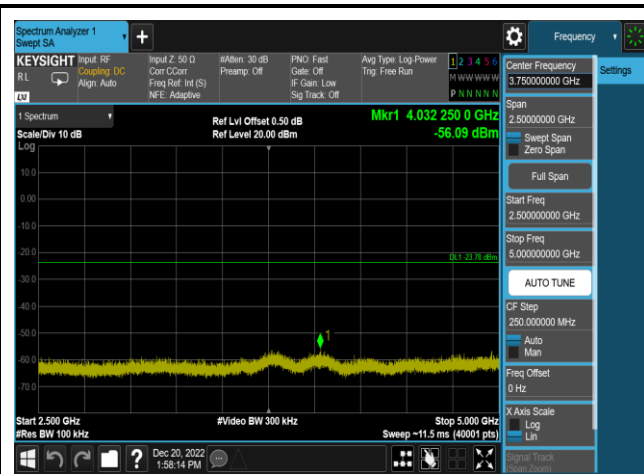 Spectrum Analyzer 1
Swept SA
Frequency
KEYSIGHT
RL
LXI
Input: RF
Coupling: DC
Align: Auto
Input Z: 50 Ω
Corr CCorr
Freq Ref: Int (S)
NFE: Adaptive
#Atten: 30 dB
Preamp: Off
PNO: Fast
Gate: Off
IF Gain: Low
Sig Track: Off
Avg Type: Log-Power
Trig: Free Run
1 2 3 4 5 6
M W W W W W
P N N N N N
Center Frequency
3.750000000 GHz
Settings
Span
2.50000000 GHz
Swept Span
Zero Span
Full Span
Start Freq
2.500000000 GHz
Stop Freq
5.000000000 GHz
AUTO TUNE
CF Step
250.000000 MHz
Auto
Man
Freq Offset
0 Hz
X Axis Scale
Log
Lin
Signal Track
(Span Zoom)
1 Spectrum
Scale/Div 10 dB
Ref Lvl Offset 0.50 dB
Ref Level 20.00 dBm
Mkr1 4.032 250 0 GHz
-56.09 dBm
Log
10.0
0.00
-10.0
-20.0
DL1 -23.78 dBm
-30.0
-40.0
-50.0
1
-60.0
-70.0
Start 2.500 GHz
#Res BW 100 kHz
#Video BW 300 kHz
Stop 5.000 GHz
Sweep ~11.5 ms (40001 pts)
Dec 20, 2022
1:58:14 PM